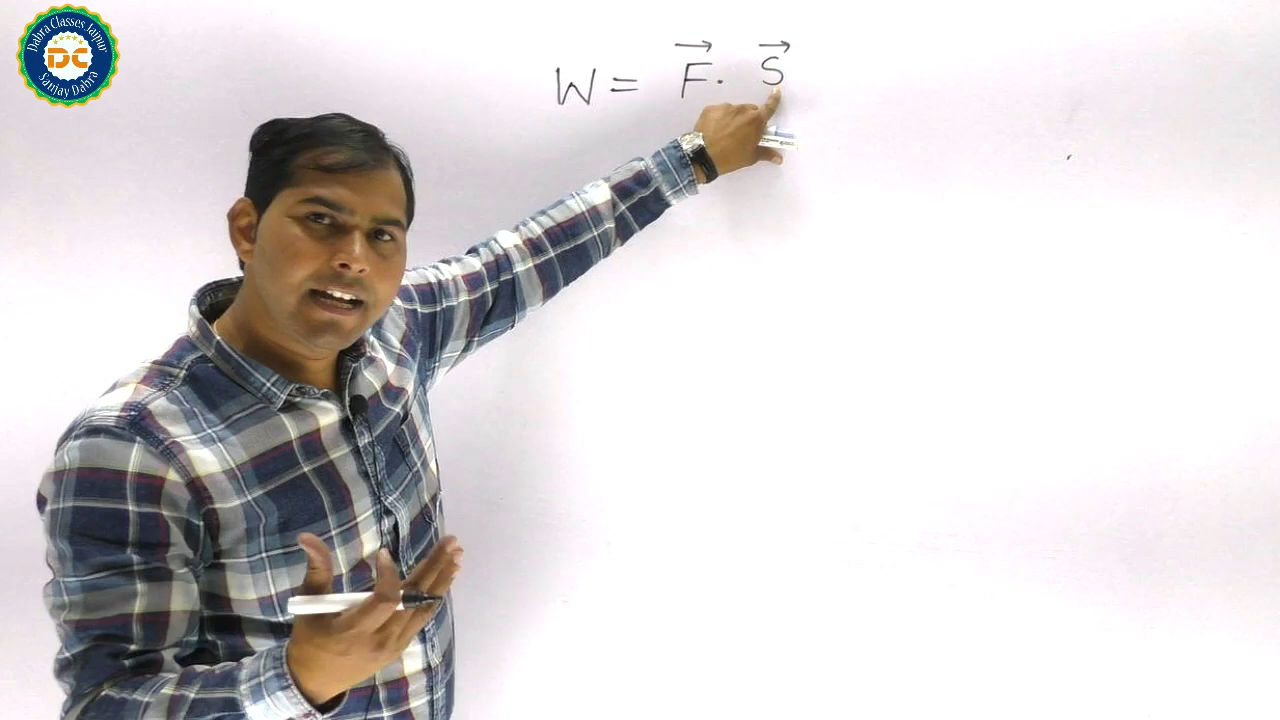 Dabra Classes Jaipur
DC
Sanjay Dabra
W = F⃗ . S⃗